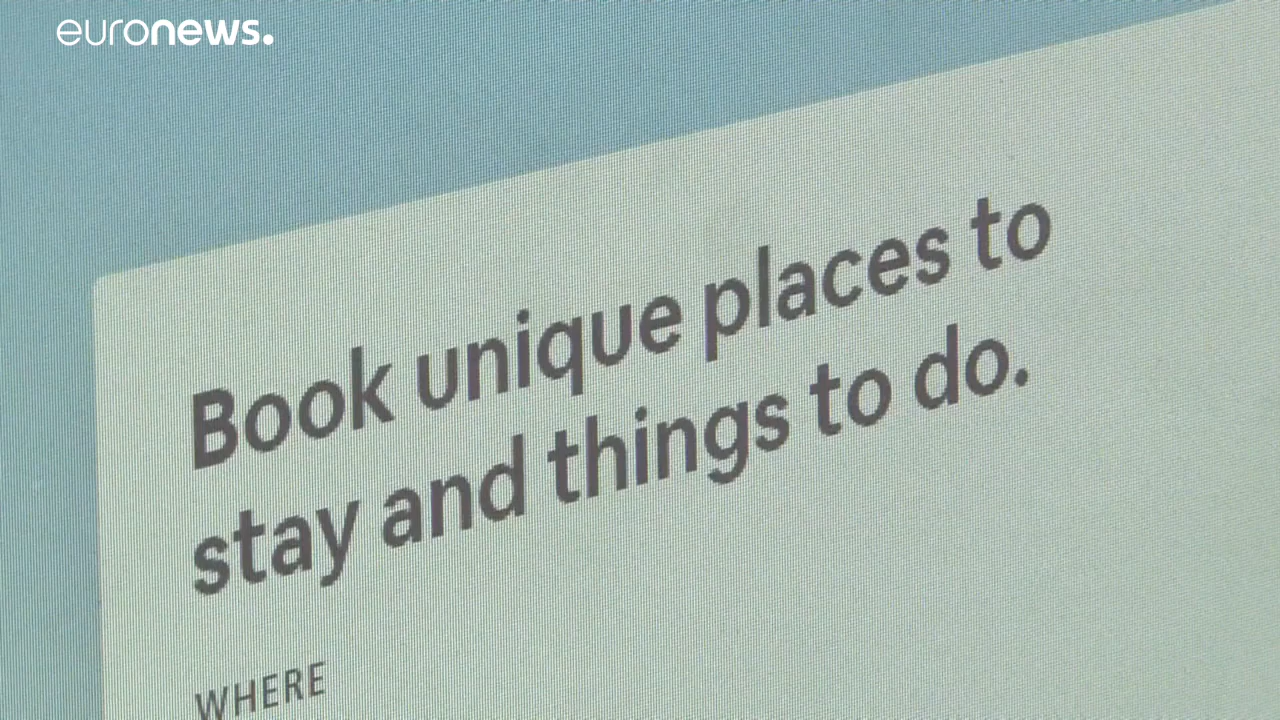 euronews.
Book unique places to
stay and things to do.
WHERE